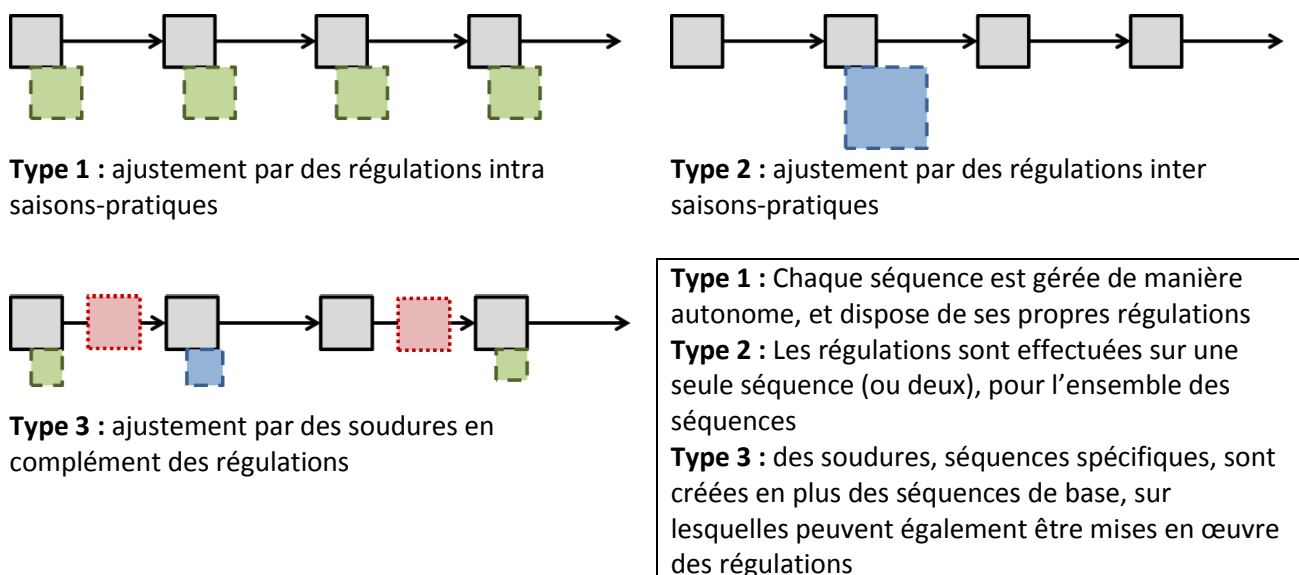 Type 1 : ajustement par des régulations intra
saisons-pratiques
Type 2 : ajustement par des régulations inter
saisons-pratiques
Type 3 : ajustement par des soudures en
complément des régulations
Type 1 : Chaque séquence est gérée de manière
autonome, et dispose de ses propres régulations
Type 2 : Les régulations sont effectuées sur une
seule séquence (ou deux), pour l’ensemble des
séquences
Type 3 : des soudures, séquences spécifiques, sont
créées en plus des séquences de base, sur
lesquelles peuvent également être mises en œuvre
des régulations